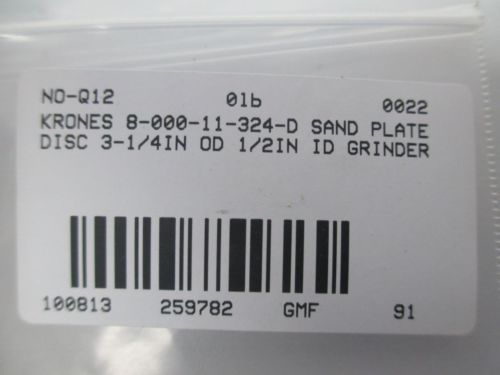 NO-Q12 0lb 0022
KRONES 8-000-11-324-D SAND PLATE
DISC 3-1/4IN OD 1/2IN ID GRINDER
100813 259782 GMF 91